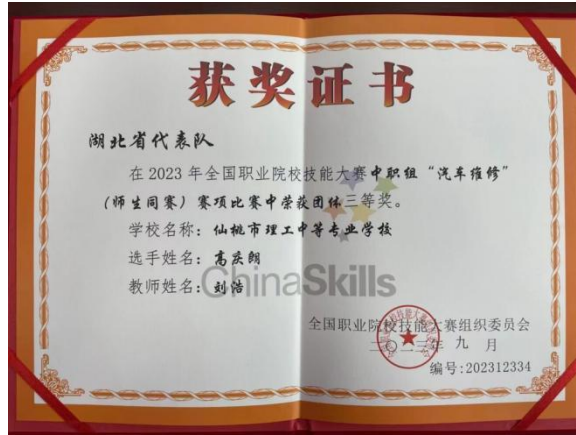 获奖证书
湖北省代表队
在 2023 年全国职业院校技能大赛中职组“汽车维修”
(师生同赛)赛项比赛中荣获团体三等奖。
学校名称:仙桃市理工中等专业学校
选手姓名:高庆朗
教师姓名:刘浩
ChinaSkills
全国职业院校技能大赛组织委员会
二〇二三年 九 月
编号:202312334